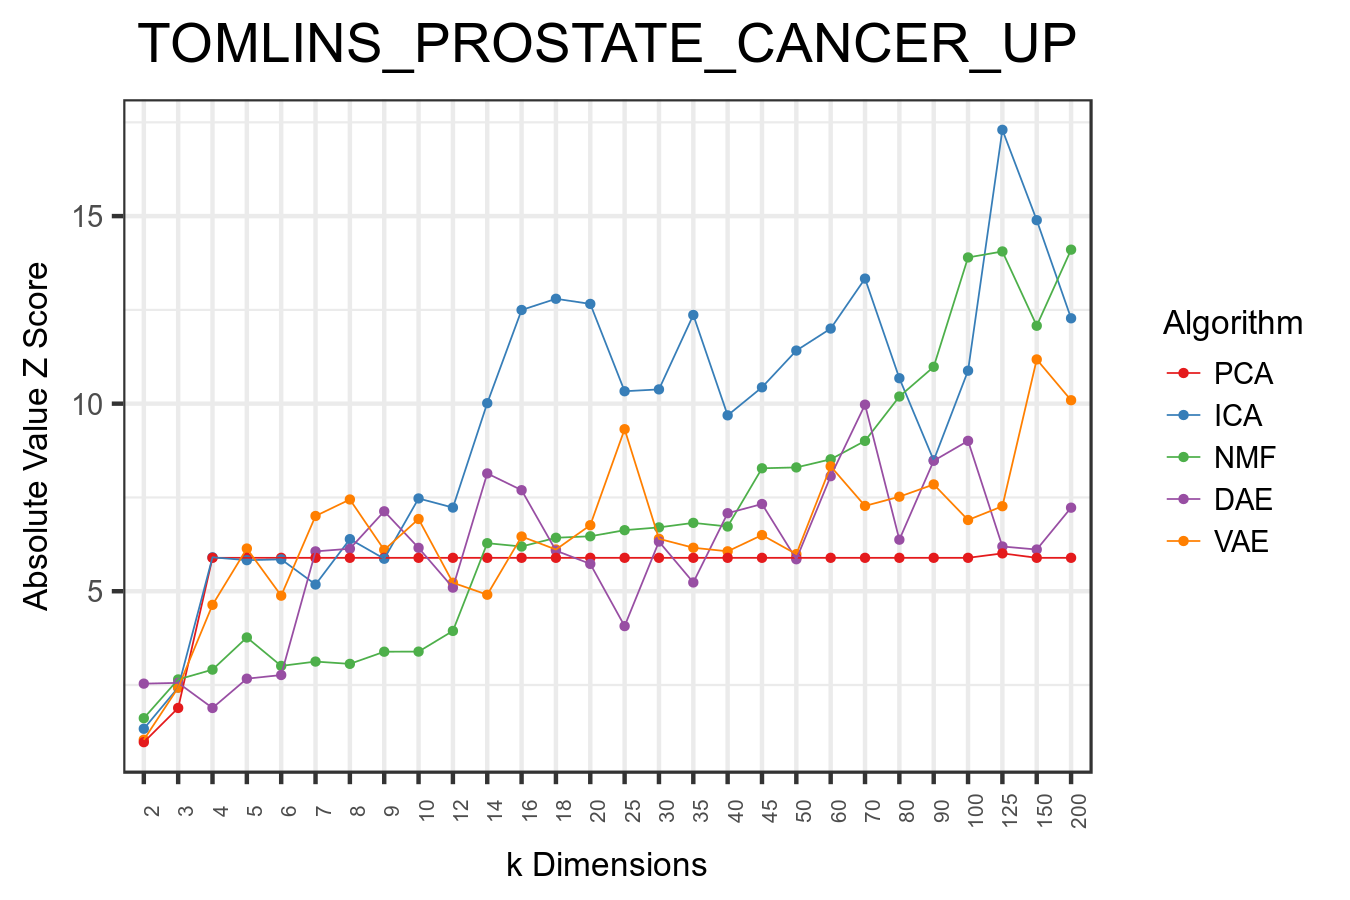 TOMLINS_PROSTATE_CANCER_UP
Absolute Value Z Score
15
10
5
2 3 4 5 6 7 8 9 10 12 14 16 18 20 25 30 35 40 45 50 60 70 80 90 100 125 150 200
k Dimensions
Algorithm
PCA
ICA
NMF
DAE
VAE